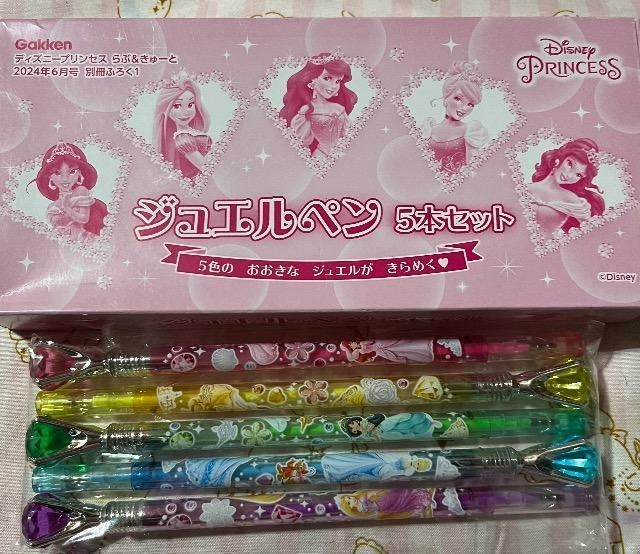 Gakken
ディズニープリンセス らぶ&きゅーと
2024年6月号 別冊ふろく1
Disney
PRINCESS
ジュエルペン 5本セット
5色の おおきな ジュエルが きらめく♥
©Disney